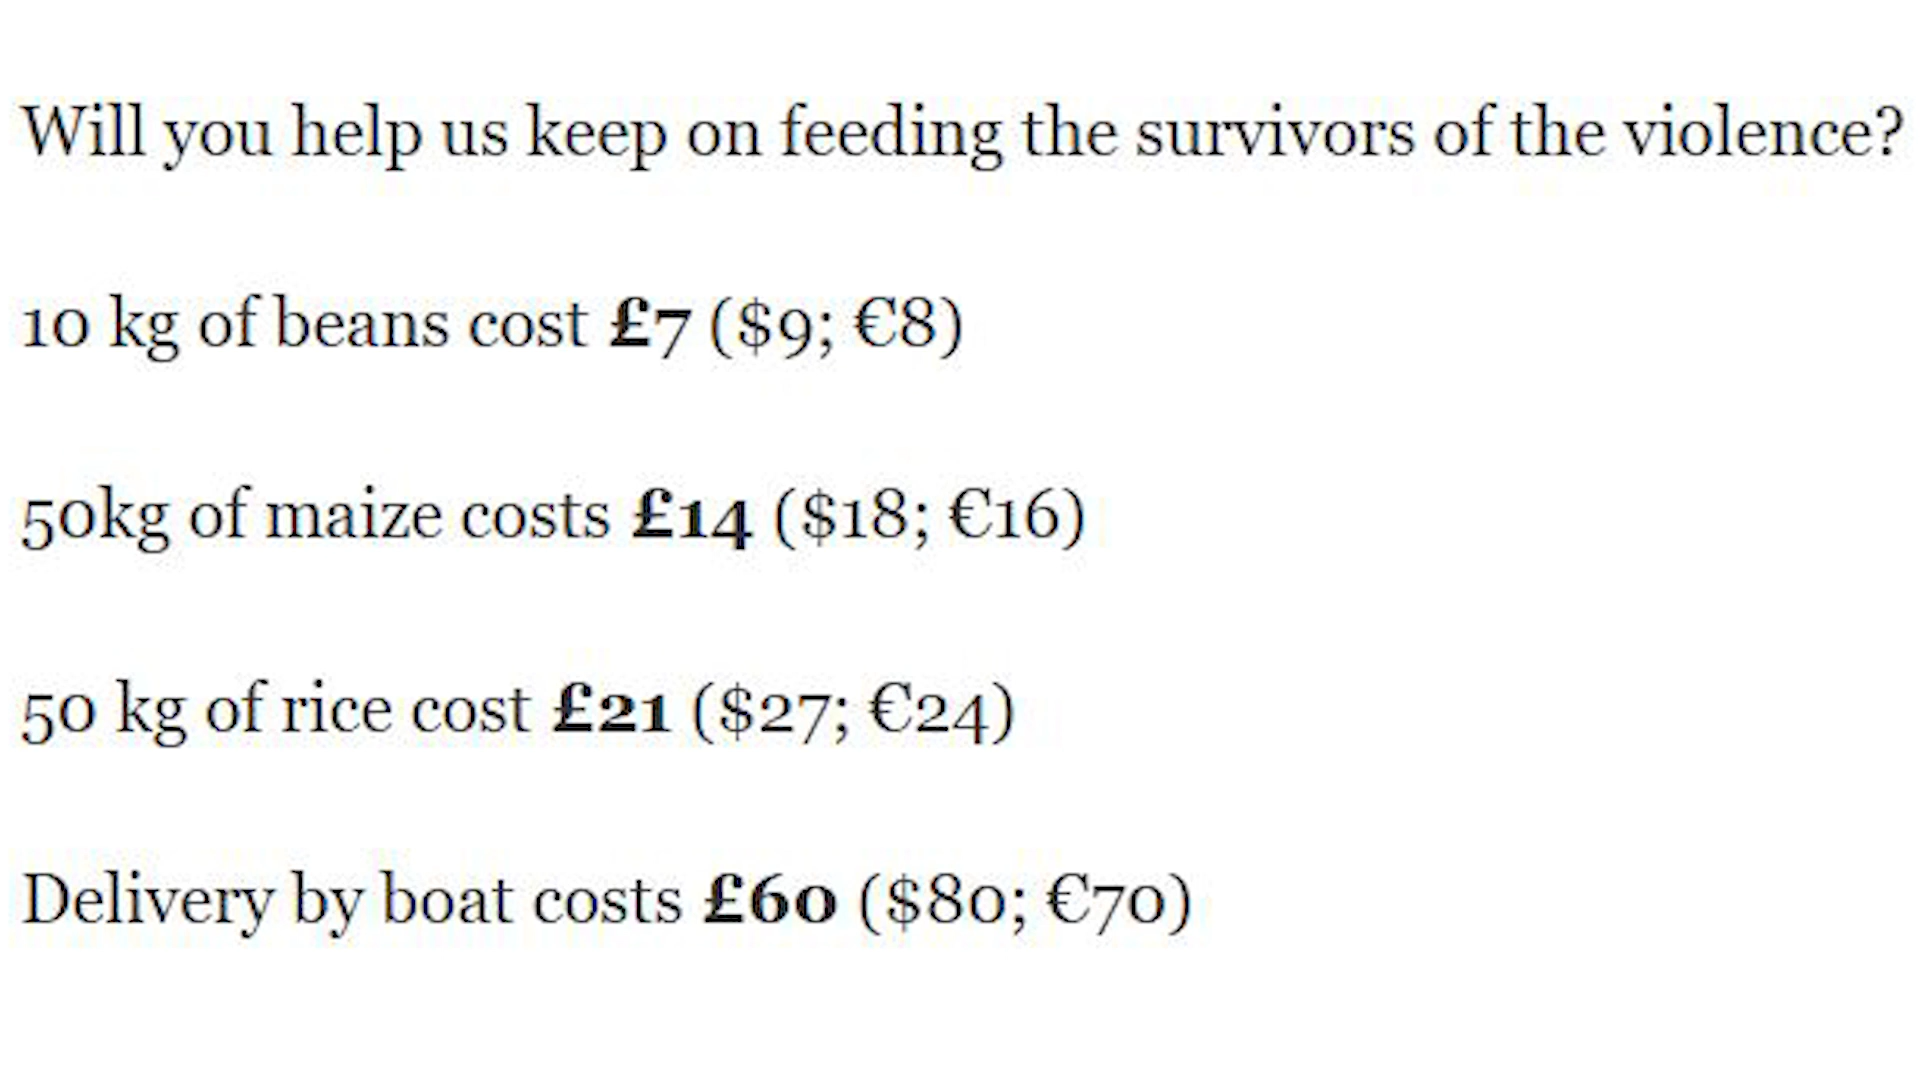 Will you help us keep on feeding the survivors of the violence?
10 kg of beans cost £7 ($9; €8)
50kg of maize costs £14 ($18; €16)
50 kg of rice cost £21 ($27; €24)
Delivery by boat costs £60 ($80; €70)